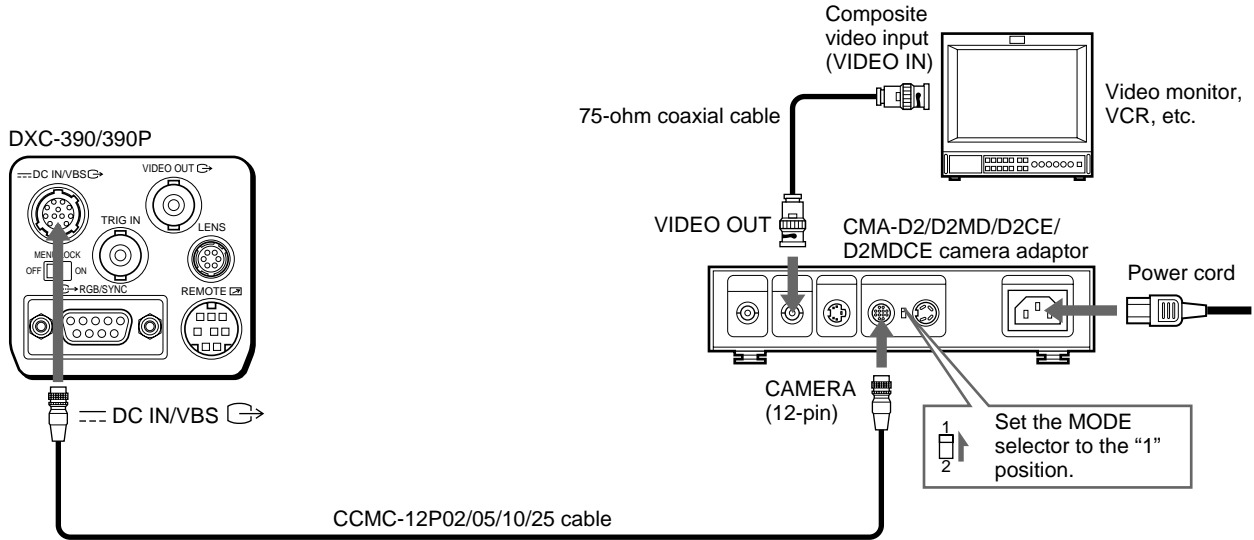 Composite
video input
(VIDEO IN)
75-ohm coaxial cable
Video monitor,
VCR, etc.
DXC-390/390P
DC IN/VBS
VIDEO OUT
TRIG IN
LENS
MENU LOCK
OFF ON
RGB/SYNC
REMOTE
VIDEO OUT
CMA-D2/D2MD/D2CE/
D2MDCE camera adaptor
Power cord
DC IN/VBS
CAMERA
(12-pin)
1
2
Set the MODE
selector to the “1”
position.
CCMC-12P02/05/10/25 cable